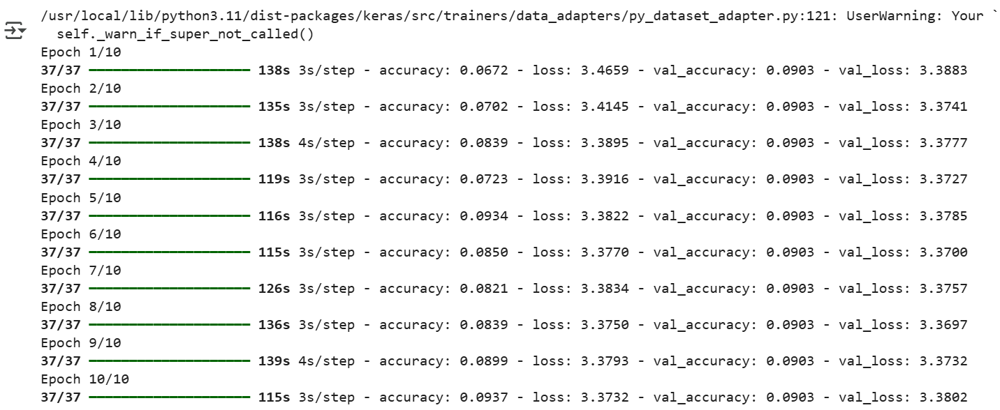 /usr/local/lib/python3.11/dist-packages/keras/src/trainers/data_adapters/py_dataset_adapter.py:121: UserWarning: Your `
  self._warn_if_super_not_called()
Epoch 1/10
37/37 ━━━━━━━━━━━━━━━━━━━━ 138s 3s/step - accuracy: 0.0672 - loss: 3.4659 - val_accuracy: 0.0903 - val_loss: 3.3883
Epoch 2/10
37/37 ━━━━━━━━━━━━━━━━━━━━ 135s 3s/step - accuracy: 0.0702 - loss: 3.4145 - val_accuracy: 0.0903 - val_loss: 3.3741
Epoch 3/10
37/37 ━━━━━━━━━━━━━━━━━━━━ 138s 4s/step - accuracy: 0.0839 - loss: 3.3895 - val_accuracy: 0.0903 - val_loss: 3.3777
Epoch 4/10
37/37 ━━━━━━━━━━━━━━━━━━━━ 119s 3s/step - accuracy: 0.0723 - loss: 3.3916 - val_accuracy: 0.0903 - val_loss: 3.3727
Epoch 5/10
37/37 ━━━━━━━━━━━━━━━━━━━━ 116s 3s/step - accuracy: 0.0934 - loss: 3.3822 - val_accuracy: 0.0903 - val_loss: 3.3785
Epoch 6/10
37/37 ━━━━━━━━━━━━━━━━━━━━ 115s 3s/step - accuracy: 0.0850 - loss: 3.3770 - val_accuracy: 0.0903 - val_loss: 3.3700
Epoch 7/10
37/37 ━━━━━━━━━━━━━━━━━━━━ 126s 3s/step - accuracy: 0.0821 - loss: 3.3834 - val_accuracy: 0.0903 - val_loss: 3.3757
Epoch 8/10
37/37 ━━━━━━━━━━━━━━━━━━━━ 136s 3s/step - accuracy: 0.0839 - loss: 3.3750 - val_accuracy: 0.0903 - val_loss: 3.3697
Epoch 9/10
37/37 ━━━━━━━━━━━━━━━━━━━━ 139s 4s/step - accuracy: 0.0899 - loss: 3.3793 - val_accuracy: 0.0903 - val_loss: 3.3732
Epoch 10/10
37/37 ━━━━━━━━━━━━━━━━━━━━ 115s 3s/step - accuracy: 0.0937 - loss: 3.3732 - val_accuracy: 0.0903 - val_loss: 3.3802